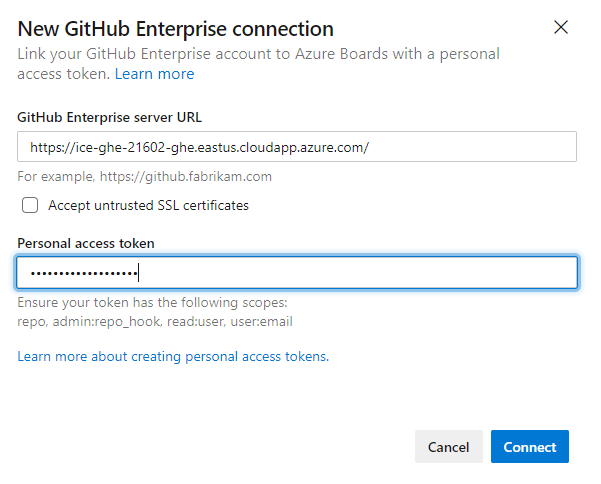 New GitHub Enterprise connection
Link your GitHub Enterprise account to Azure Boards with a personal
access token. Learn more
GitHub Enterprise server URL
https://ice-ghe-21602-ghe.eastus.cloudapp.azure.com/
For example, https://github.fabrikam.com
Accept untrusted SSL certificates
Personal access token
•••••••••••••••••••
Ensure your token has the following scopes:
repo, admin:repo_hook, read:user, user:email
Learn more about creating personal access tokens.
Cancel Connect